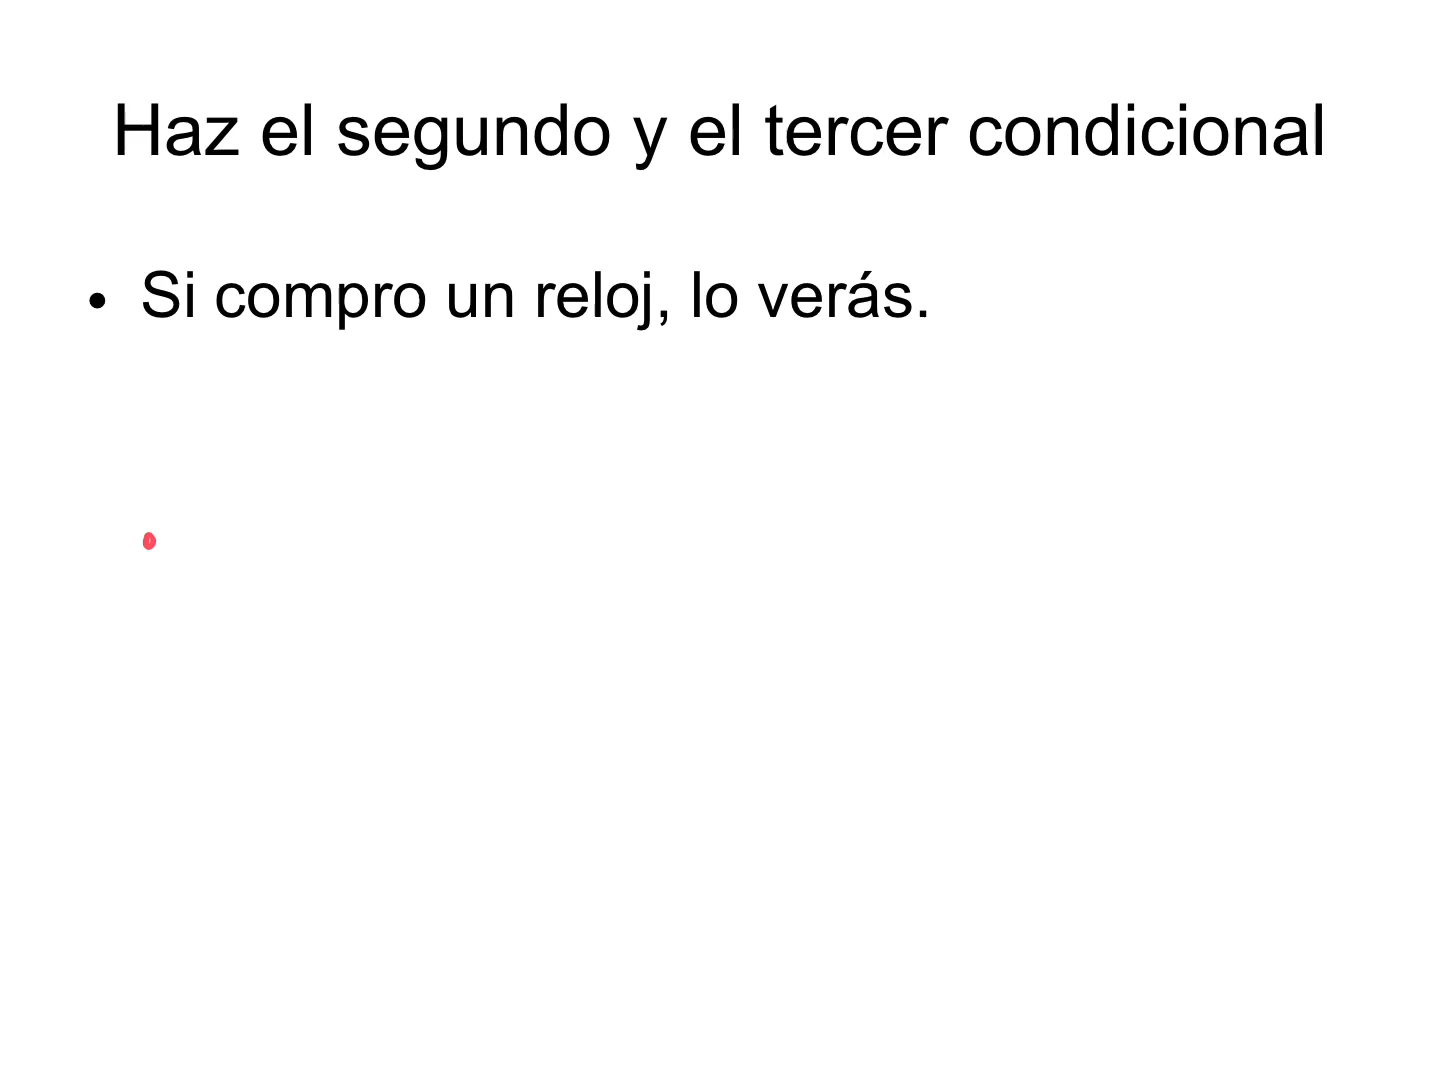 Haz el segundo y el tercer condicional
• Si compro un reloj, lo verás.